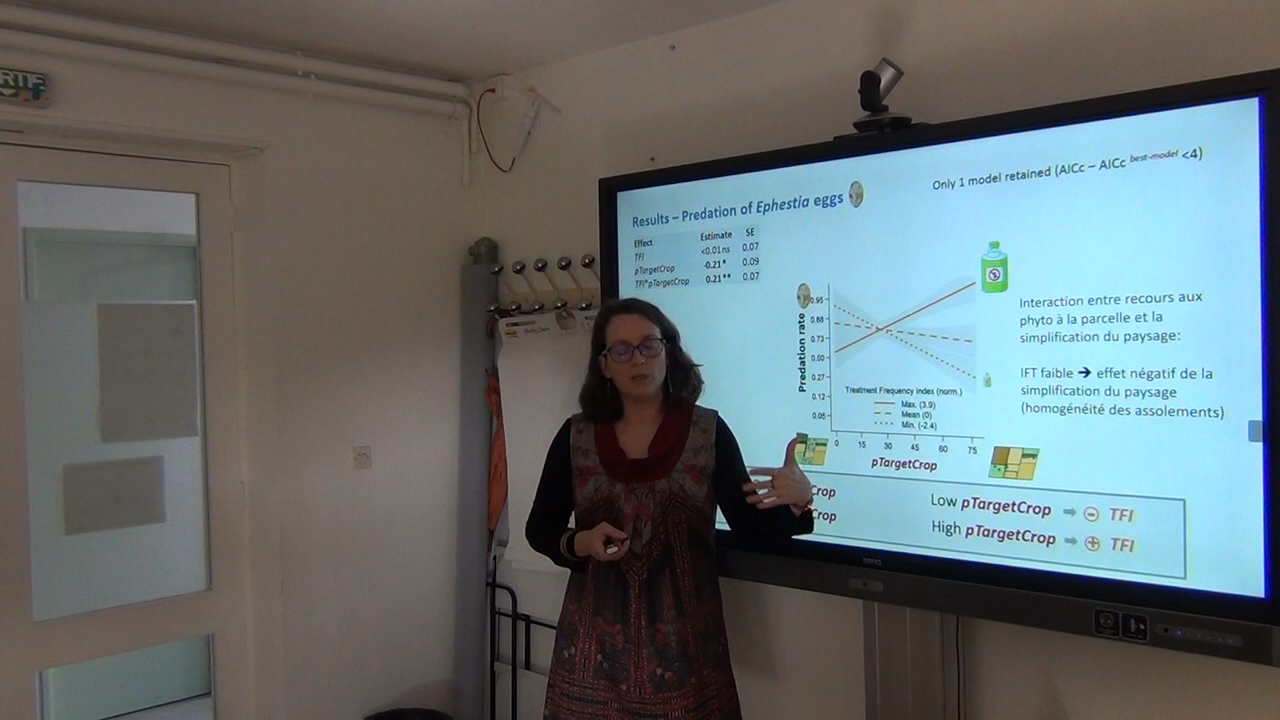 Only 1 model retained (AICc – AICc best-model <4)
Results – Predation of Ephestia eggs
Effect Estimate SE
TFI <0.01 ns 0.07
pTargetCrop -0.21 * 0.09
TFI*pTargetCrop 0.21 ** 0.07
Predation rate
0.95
0.88
0.73
0.27
0.12
0.05
Treatment Frequency Index (norm.)
Max. (3.9)
Mean (0)
Min. (-2.4)
0 15 30 45 60 75
pTargetCrop
Interaction entre recours aux
phyto à la parcelle et la
simplification du paysage:
IFT faible ➔ effet négatif de la
simplification du paysage
(homogénéité des assolements)
Crop
Crop
Low pTargetCrop ➡ ⊖ TFI
High pTargetCrop ➡ ⊕ TFI
BenQ